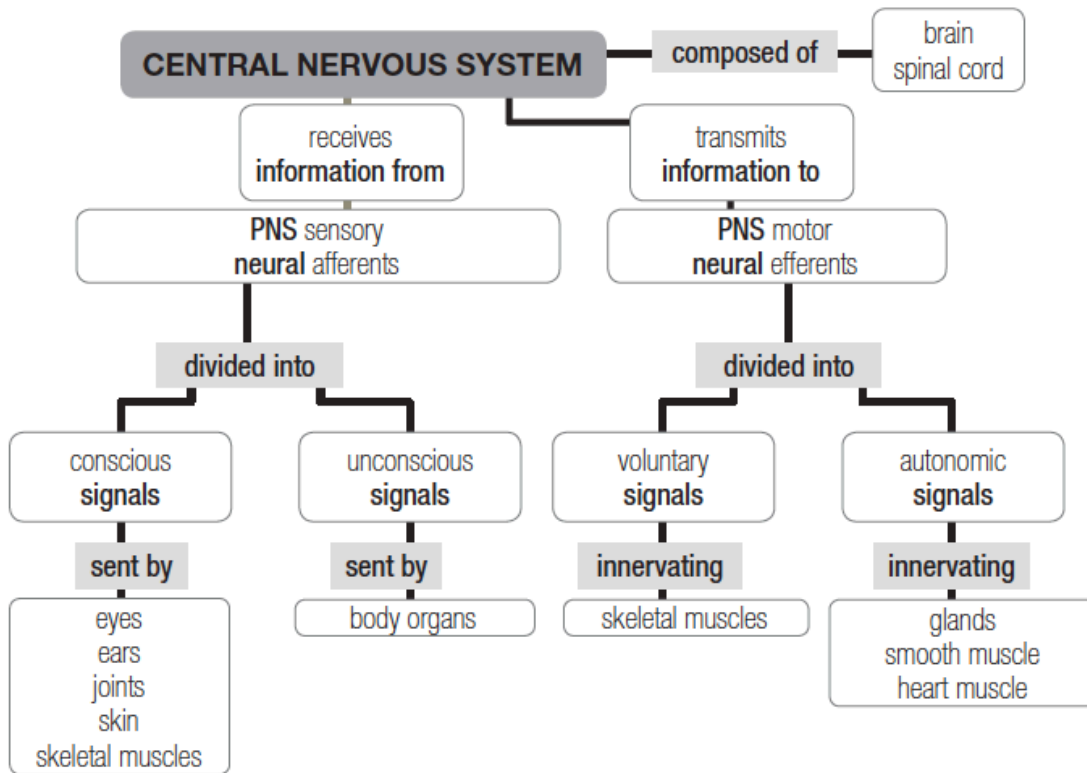 CENTRAL NERVOUS SYSTEM
composed of
brain
spinal cord
receives
information from
transmits
information to
PNS sensory
neural afferents
PNS motor
neural efferents
divided into
divided into
conscious
signals
unconscious
signals
voluntary
signals
autonomic
signals
sent by
sent by
innervating
innervating
eyes
ears
joints
skin
skeletal muscles
body organs
skeletal muscles
glands
smooth muscle
heart muscle